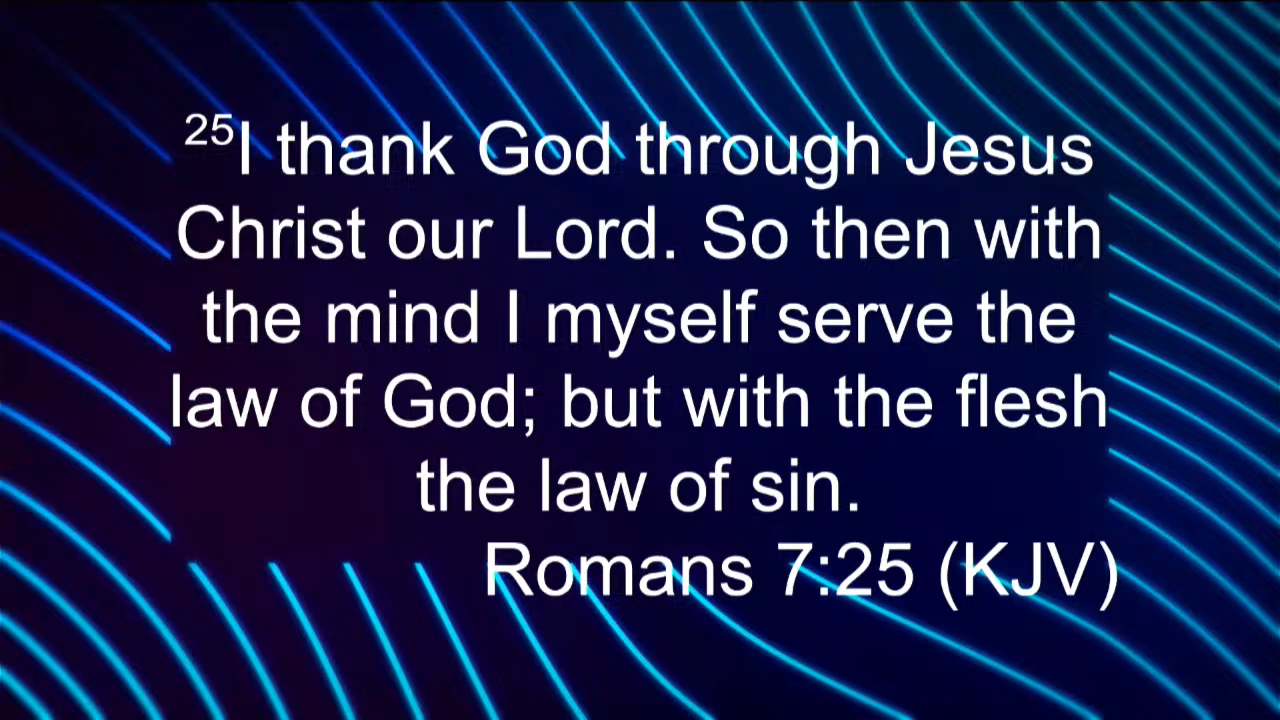 ²⁵I thank God through Jesus
Christ our Lord. So then with
the mind I myself serve the
law of God; but with the flesh
the law of sin.
Romans 7:25 (KJV)